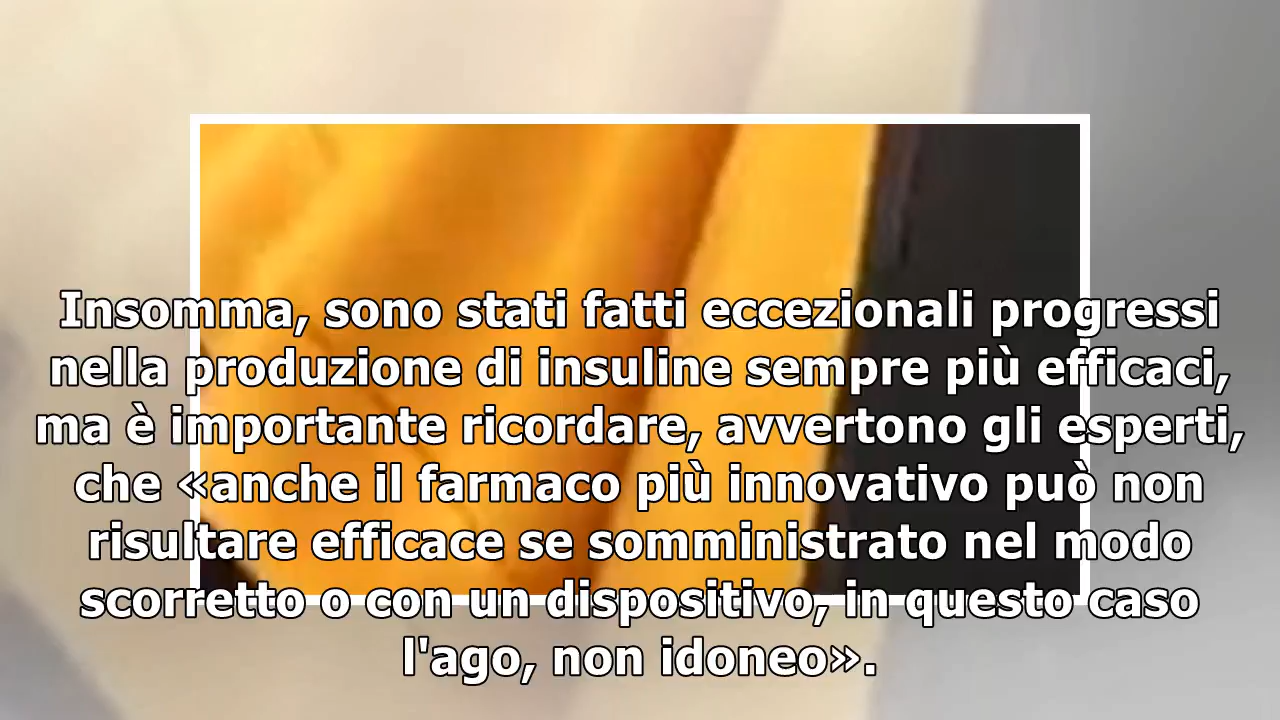 Insomma, sono stati fatti eccezionali progressi
nella produzione di insuline sempre più efficaci,
ma è importante ricordare, avvertono gli esperti,
che «anche il farmaco più innovativo può non
risultare efficace se somministrato nel modo
scorretto o con un dispositivo, in questo caso
l'ago, non idoneo».